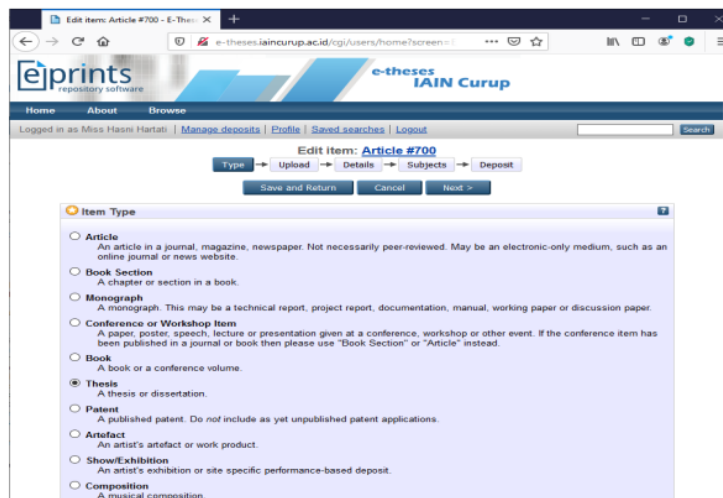 Edit item: Article #700 - E-Thes
e-theses.iaincurup.ac.id/cgi/users/home?screen=
eprints
repository software
e-theses
IAIN Curup
Home About Browse
Logged in as Miss Hasni Hartati | Manage deposits | Profile | Saved searches | Logout
Search
Edit item: Article #700
Type Upload Details Subjects Deposit
Save and Return Cancel Next >
Item Type
?
Article
An article in a journal, magazine, newspaper. Not necessarily peer-reviewed. May be an electronic-only medium, such as an
online journal or news website.
Book Section
A chapter or section in a book.
Monograph
A monograph. This may be a technical report, project report, documentation, manual, working paper or discussion paper.
Conference or Workshop Item
A paper, poster, speech, lecture or presentation given at a conference, workshop or other event. If the conference item has
been published in a journal or book then please use "Book Section" or "Article" instead.
Book
A book or a conference volume.
Thesis
A thesis or dissertation.
Patent
A published patent. Do not include as yet unpublished patent applications.
Artefact
An artist's artefact or work product.
Show/Exhibition
An artist's exhibition or site specific performance-based deposit.
Composition
A musical composition.